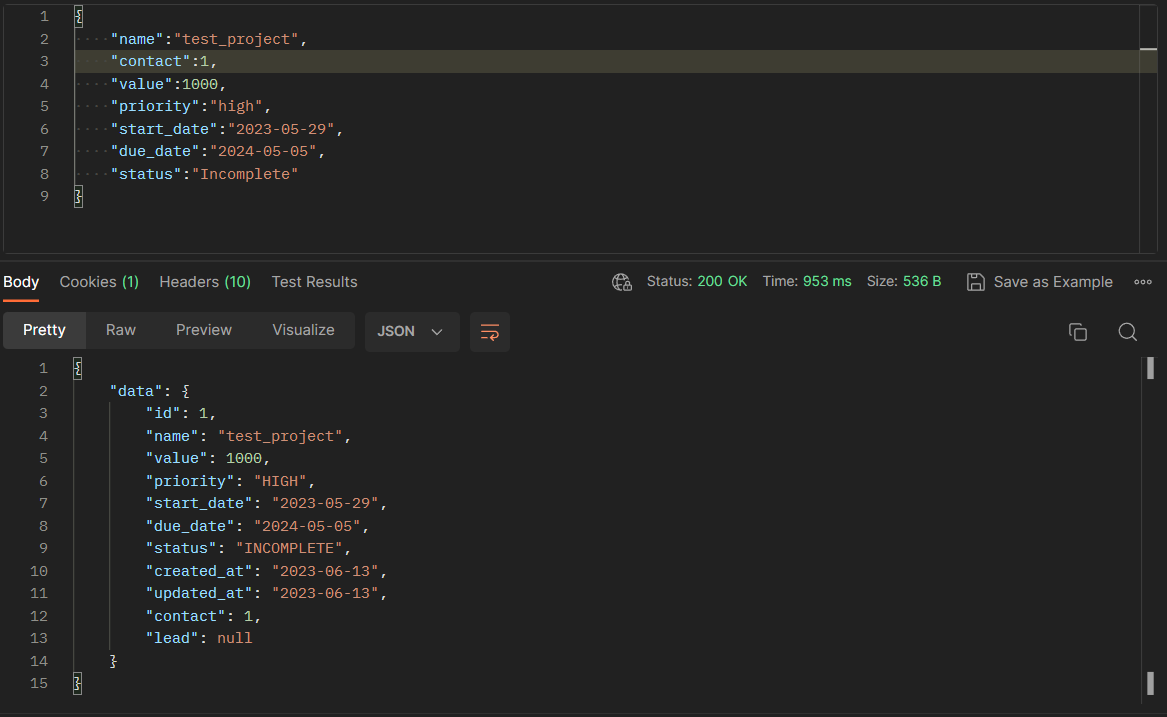 1 {
2 ····"name":"test_project",
3 ····"contact":1,
4 ····"value":1000,
5 ····"priority":"high",
6 ····"start_date":"2023-05-29",
7 ····"due_date":"2024-05-05",
8 ····"status":"Incomplete"
9 }
Body Cookies (1) Headers (10) Test Results Status: 200 OK Time: 953 ms Size: 536 B Save as Example
Pretty Raw Preview Visualize JSON
1 {
2     "data": {
3         "id": 1,
4         "name": "test_project",
5         "value": 1000,
6         "priority": "HIGH",
7         "start_date": "2023-05-29",
8         "due_date": "2024-05-05",
9         "status": "INCOMPLETE",
10         "created_at": "2023-06-13",
11         "updated_at": "2023-06-13",
12         "contact": 1,
13         "lead": null
14     }
15 }